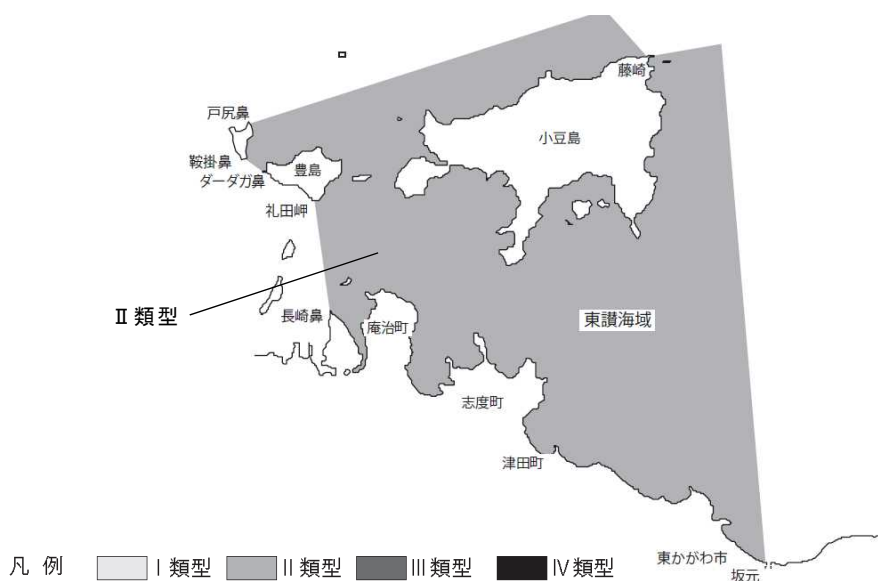 藤崎
戸尻鼻
小豆島
鞍掛鼻
豊島
ダーダガ鼻
礼田岬
Ⅱ類型
長崎鼻
庵治町
東讃海域
志度町
津田町
東かがわ市
坂元
凡 例 Ⅰ類型 Ⅱ類型 Ⅲ類型 Ⅳ類型